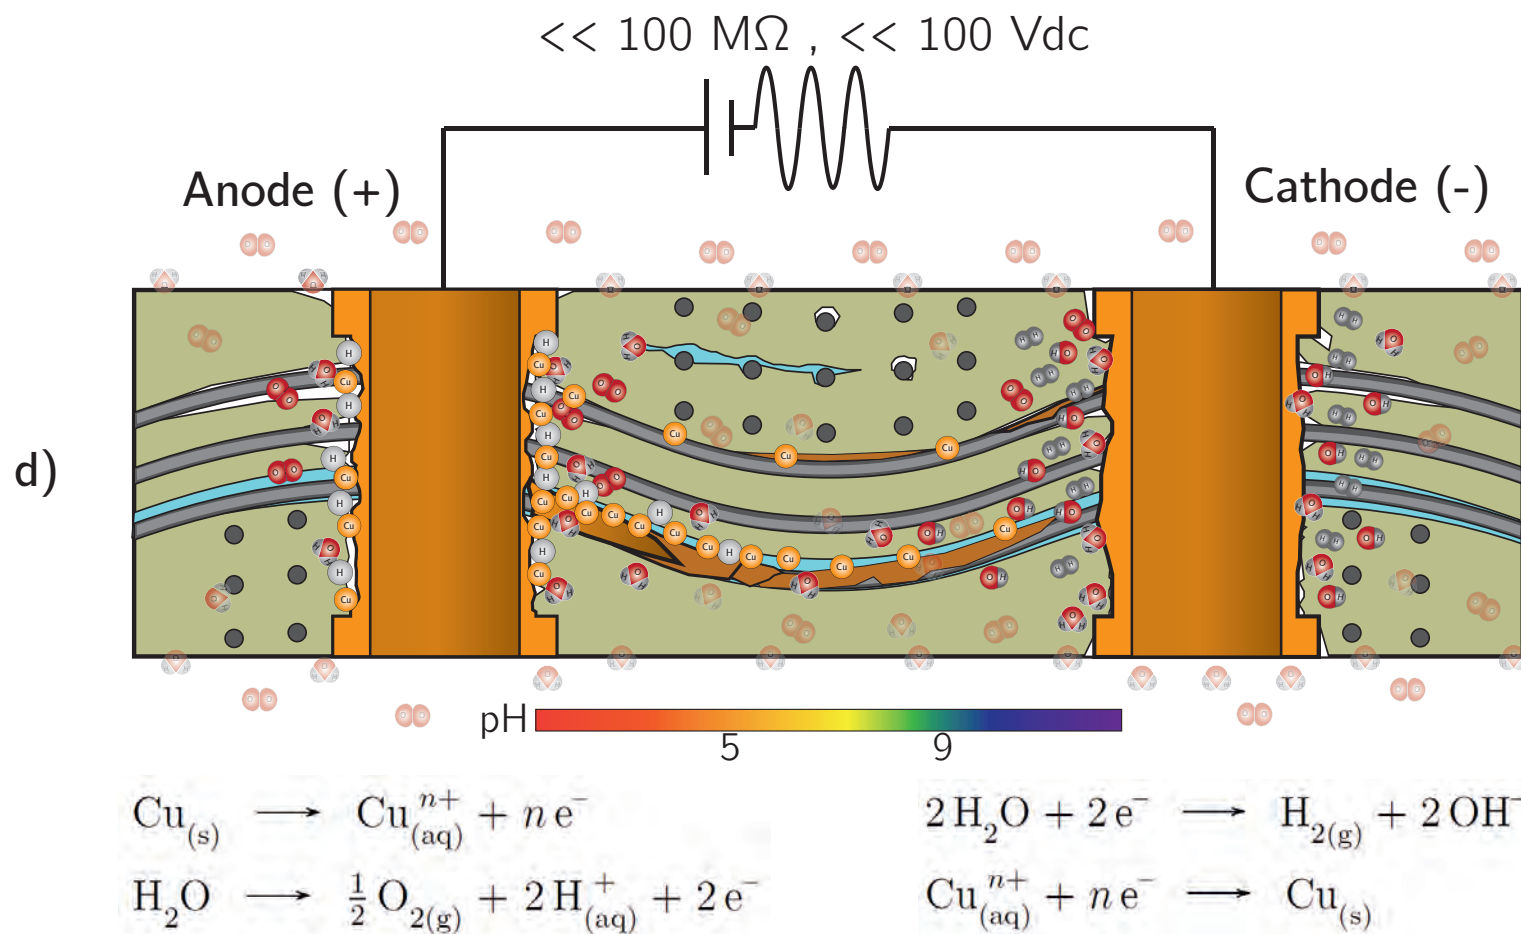 << 100 MΩ , << 100 Vdc
Anode (+)
Cathode (-)
d)
pH
5
9
Cu(s) ⟶ Cu(aq)ⁿ⁺ + n e⁻
H₂O ⟶ ½ O₂(g) + 2 H(aq)⁺ + 2 e⁻
2 H₂O + 2 e⁻ ⟶ H₂(g) + 2 OH⁻
Cu(aq)ⁿ⁺ + n e⁻ ⟶ Cu(s)